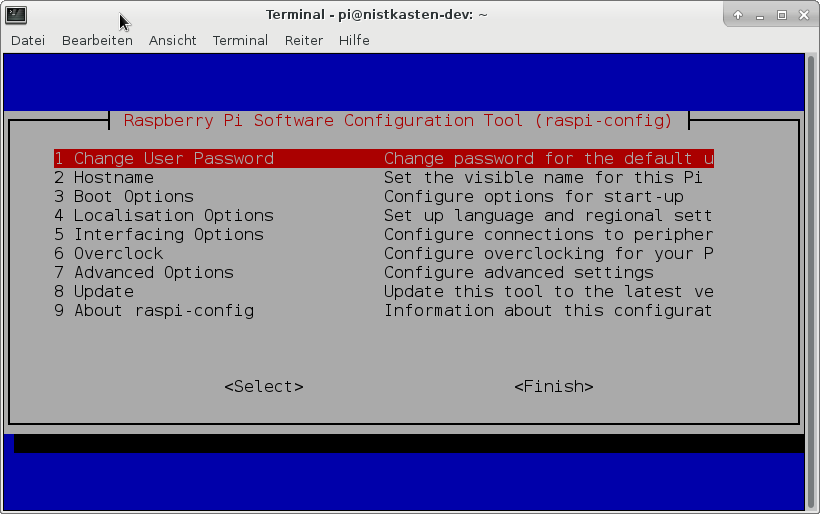 Terminal - pi@nistkasten-dev: ~
Datei Bearbeiten Ansicht Terminal Reiter Hilfe
Raspberry Pi Software Configuration Tool (raspi-config)
1 Change User Password Change password for the default u
2 Hostname Set the visible name for this Pi
3 Boot Options Configure options for start-up
4 Localisation Options Set up language and regional sett
5 Interfacing Options Configure connections to peripher
6 Overclock Configure overclocking for your P
7 Advanced Options Configure advanced settings
8 Update Update this tool to the latest ve
9 About raspi-config Information about this configurat
<Select> <Finish>